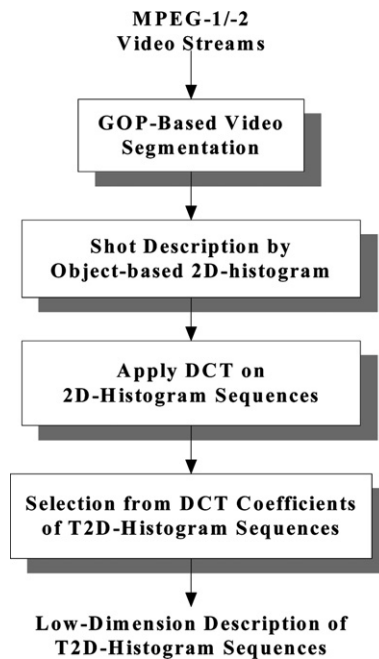 MPEG-1/-2
Video Streams
GOP-Based Video
Segmentation
Shot Description by
Object-based 2D-histogram
Apply DCT on
2D-Histogram Sequences
Selection from DCT Coefficients
of T2D-Histogram Sequences
Low-Dimension Description of
T2D-Histogram Sequences